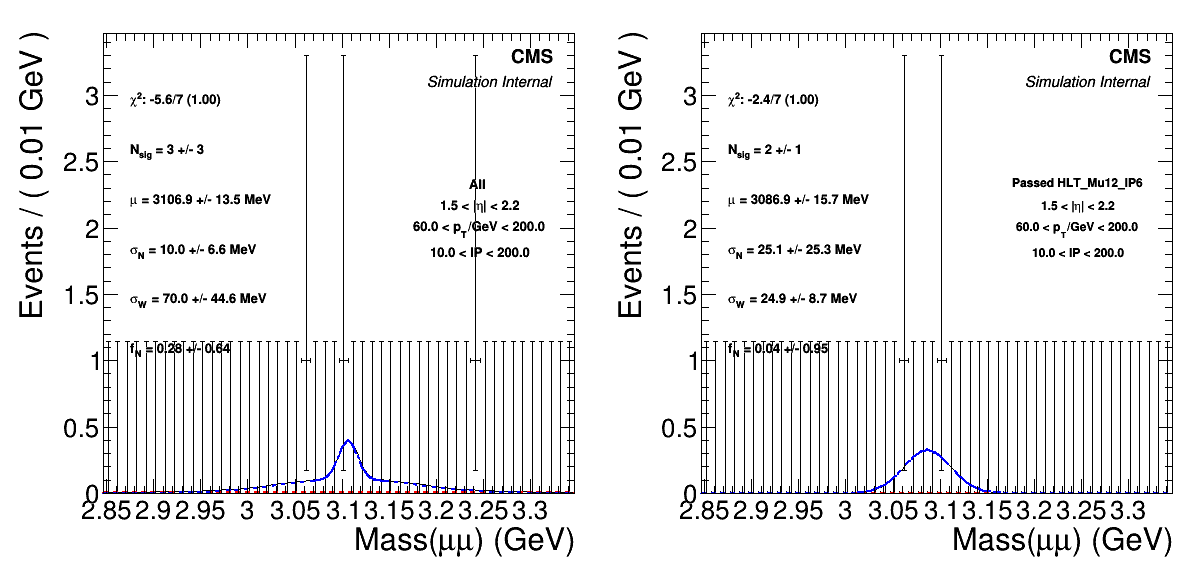 Events / ( 0.01 GeV )
CMS
Simulation Internal
χ²: -5.6/7 (1.00)
N_sig = 3 +/- 3
μ = 3106.9 +/- 13.5 MeV
σ_N = 10.0 +/- 6.6 MeV
σ_W = 70.0 +/- 44.6 MeV
f_N = 0.28 +/- 0.64
All
1.5 < |η| < 2.2
60.0 < p_T/GeV < 200.0
10.0 < IP < 200.0
3
2.5
2
1.5
1
0.5
0
2.85 2.9 2.95 3 3.05 3.1 3.15 3.2 3.25 3.3
Mass(μμ) (GeV)
Events / ( 0.01 GeV )
CMS
Simulation Internal
χ²: -2.4/7 (1.00)
N_sig = 2 +/- 1
μ = 3086.9 +/- 15.7 MeV
σ_N = 25.1 +/- 25.3 MeV
σ_W = 24.9 +/- 8.7 MeV
f_N = 0.04 +/- 0.95
Passed HLT_Mu12_IP6
1.5 < |η| < 2.2
60.0 < p_T/GeV < 200.0
10.0 < IP < 200.0
3
2.5
2
1.5
1
0.5
0
2.85 2.9 2.95 3 3.05 3.1 3.15 3.2 3.25 3.3
Mass(μμ) (GeV)